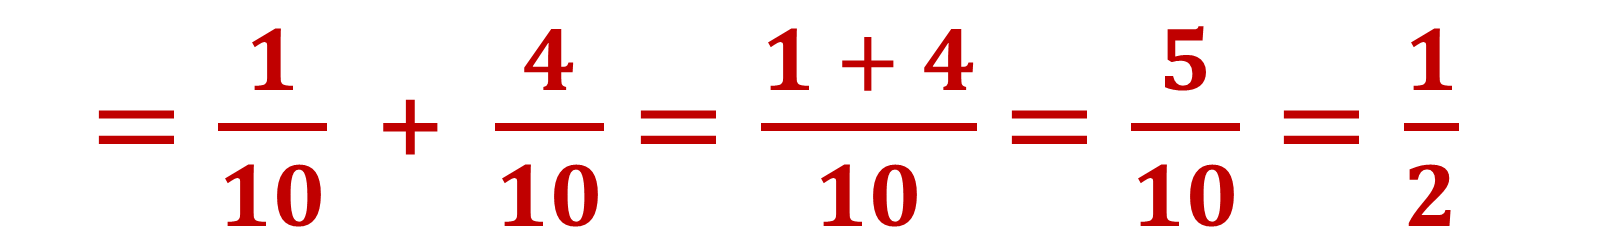 = 1/10 + 4/10 = 1 + 4/10 = 5/10 = 1/2